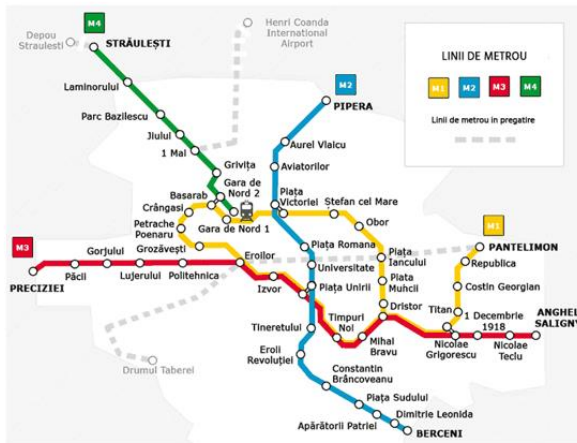 M4
STRĂULEȘTI
Depou
Straulesti
Henri Coanda
International
Airport
LINII DE METROU
M1
M2
M3
M4
Linii de metrou in pregatire
Laminorului
Parc Bazilescu
Jiului
1 Mai
Grivița
Gara de
Nord 2
Basarab
Crângași
Petrache
Poenaru
Grozăvești
Gara de Nord 1
M2
PIPERA
Aurel Vlaicu
Aviatorilor
Piața
Victoriei
Ștefan cel Mare
Obor
Piața
Iancului
Piata
Muhcii
Dristor
M1
PANTELIMON
Republica
Costin Georgian
Titan
1 Decembrie
1918
ANGHEL
SALIGNY
Nicolae
Grigorescu
Nicolae
Teclu
M3
PRECIZIEI
Păcii
Gorjului
Lujerului
Politehnica
Eroilor
Izvor
Piața Romana
Universitate
Piața Unirii
Timpuri
Noi
Mihai
Bravu
Tineretului
Eroii
Revoluției
Constantin
Brâncoveanu
Piața Sudului
Apărătorii Patriei
Dimitrie Leonida
BERCENI
Drumul Taberei